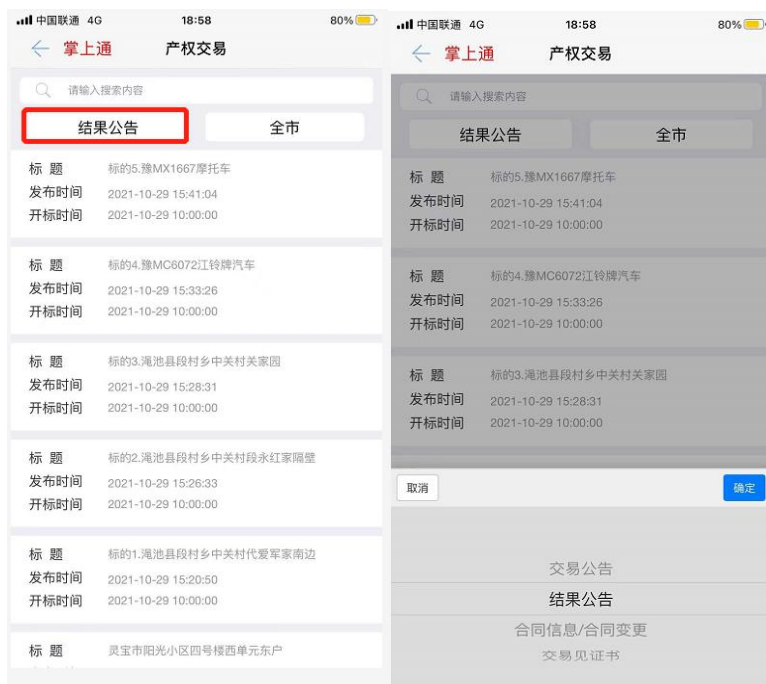 中国联通 4G 18:58 80%
掌上通 产权交易
请输入搜索内容
结果公告 全市
标 题 标的5.豫MX1667摩托车
发布时间 2021-10-29 15:41:04
开标时间 2021-10-29 10:00:00
标 题 标的4.豫MC6072江铃牌汽车
发布时间 2021-10-29 15:33:26
开标时间 2021-10-29 10:00:00
标 题 标的3.渑池县段村乡中关村关家园
发布时间 2021-10-29 15:28:31
开标时间 2021-10-29 10:00:00
标 题 标的2.渑池县段村乡中关村段永红家隔壁
发布时间 2021-10-29 15:26:33
开标时间 2021-10-29 10:00:00
标 题 标的1.渑池县段村乡中关村代爱军家南边
发布时间 2021-10-29 15:20:50
开标时间 2021-10-29 10:00:00
标 题 灵宝市阳光小区四号楼西单元东户
中国联通 4G 18:58 80%
掌上通 产权交易
请输入搜索内容
结果公告 全市
标 题 标的5.豫MX1667摩托车
发布时间 2021-10-29 15:41:04
开标时间 2021-10-29 10:00:00
标 题 标的4.豫MC6072江铃牌汽车
发布时间 2021-10-29 15:33:26
开标时间 2021-10-29 10:00:00
标 题 标的3.渑池县段村乡中关村关家园
发布时间 2021-10-29 15:28:31
开标时间 2021-10-29 10:00:00
取消 确定
交易公告
结果公告
合同信息/合同变更
交易见证书